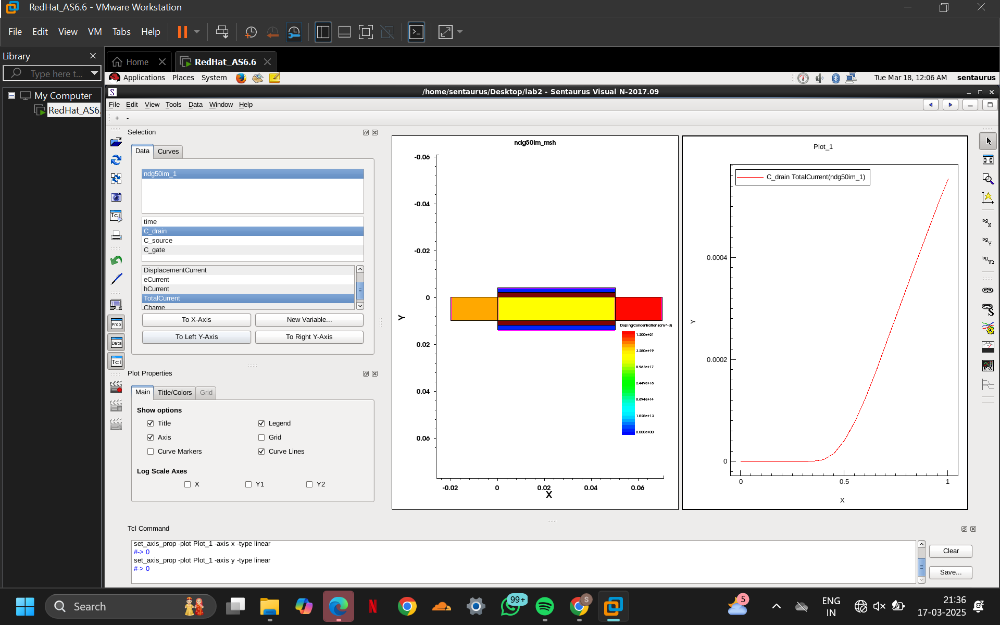 RedHat_AS6.6 - VMware Workstation
File Edit View VM Tabs Help
Library
Type here t...
My Computer
RedHat_AS6.
Home
RedHat_AS6.6
Applications Places System
Tue Mar 18, 12:06 AM sentaurus
S /home/sentaurus/Desktop/lab2 - Sentaurus Visual N-2017.09
File Edit View Tools Data Window Help
+ -
Selection
Data Curves
ndg50im_1
time
C_drain
C_source
C_gate
DisplacementCurrent
eCurrent
hCurrent
TotalCurrent
Charge
To X-Axis New Variable...
To Left Y-Axis To Right Y-Axis
Tcl
Prop
Data
Tcl
Plot Properties
Main Title/Colors Grid
Show options
Title Legend
Axis Grid
Curve Markers Curve Lines
Log Scale Axes
X Y1 Y2
ndg50im_msh
-0.06
-0.04
-0.02
0
0.02
0.04
0.06
Y
-0.02 0 0.02 0.04 0.06
X
DopingConcentration (cm^-3)
1.200e+21
3.280e+19
8.963e+17
2.449e+16
6.694e+14
1.828e+13
0.000e+00
Plot_1
C_drain TotalCurrent(ndg50im_1)
0.0004
0.0002
0
Y
0 0.5 1
X
log X
log Y
log Y2
S
Tcl Command
set_axis_prop -plot Plot_1 -axis x -type linear
#-> 0
set_axis_prop -plot Plot_1 -axis y -type linear
#-> 0
Clear
Save...
Search
99+
S
5
ENG
IN
21:36
17-03-2025